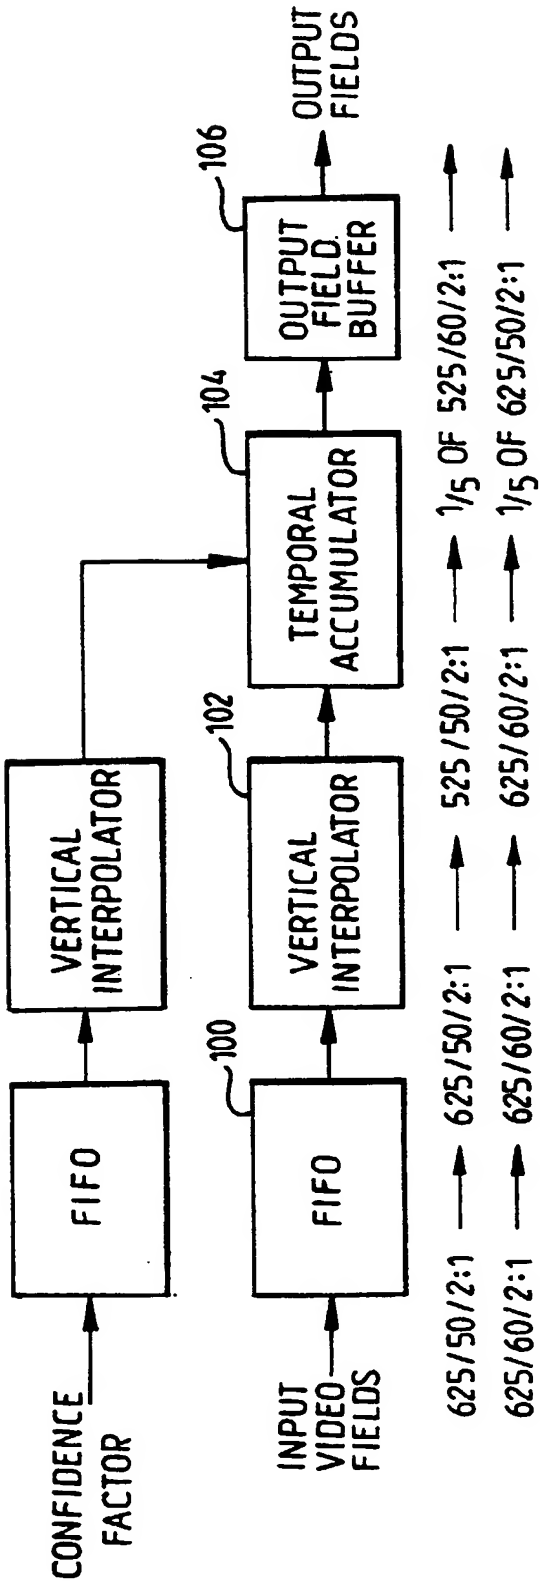 CONFIDENCE
FACTOR
FIFO
VERTICAL
INTERPOLATOR
INPUT
VIDEO
FIELDS
100
FIFO
102
VERTICAL
INTERPOLATOR
104
TEMPORAL
ACCUMULATOR
106
OUTPUT
FIELD.
BUFFER
OUTPUT
FIELDS
625/50/2:1 → 625/50/2:1 → 525/50/2:1 → 1/5 OF 525/60/2:1 →
625/60/2:1 → 625/60/2:1 → 625/60/2:1 → 1/5 OF 625/50/2:1 →